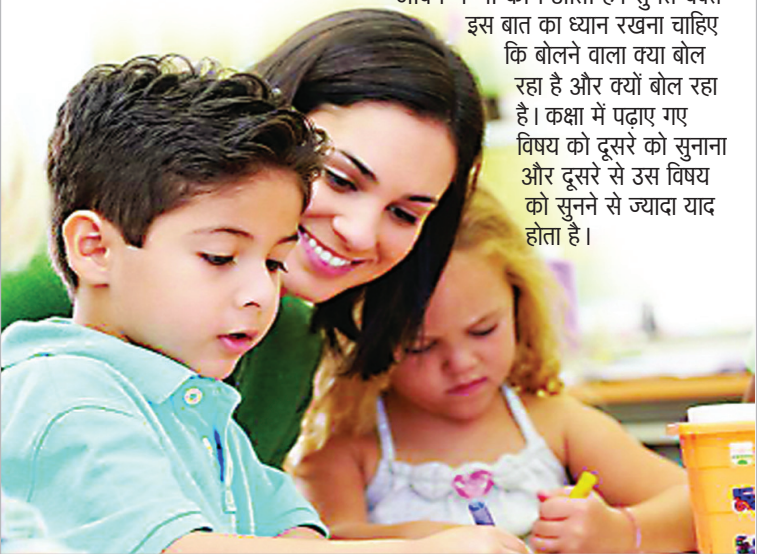 इस बात का ध्यान रखना चाहिए
कि बोलने वाला क्या बोल
रहा है और क्यों बोल रहा
है। कक्षा में पढ़ाए गए
विषय को दूसरे को सुनाना
और दूसरे से उस विषय
को सुनने से ज्यादा याद
होता है।